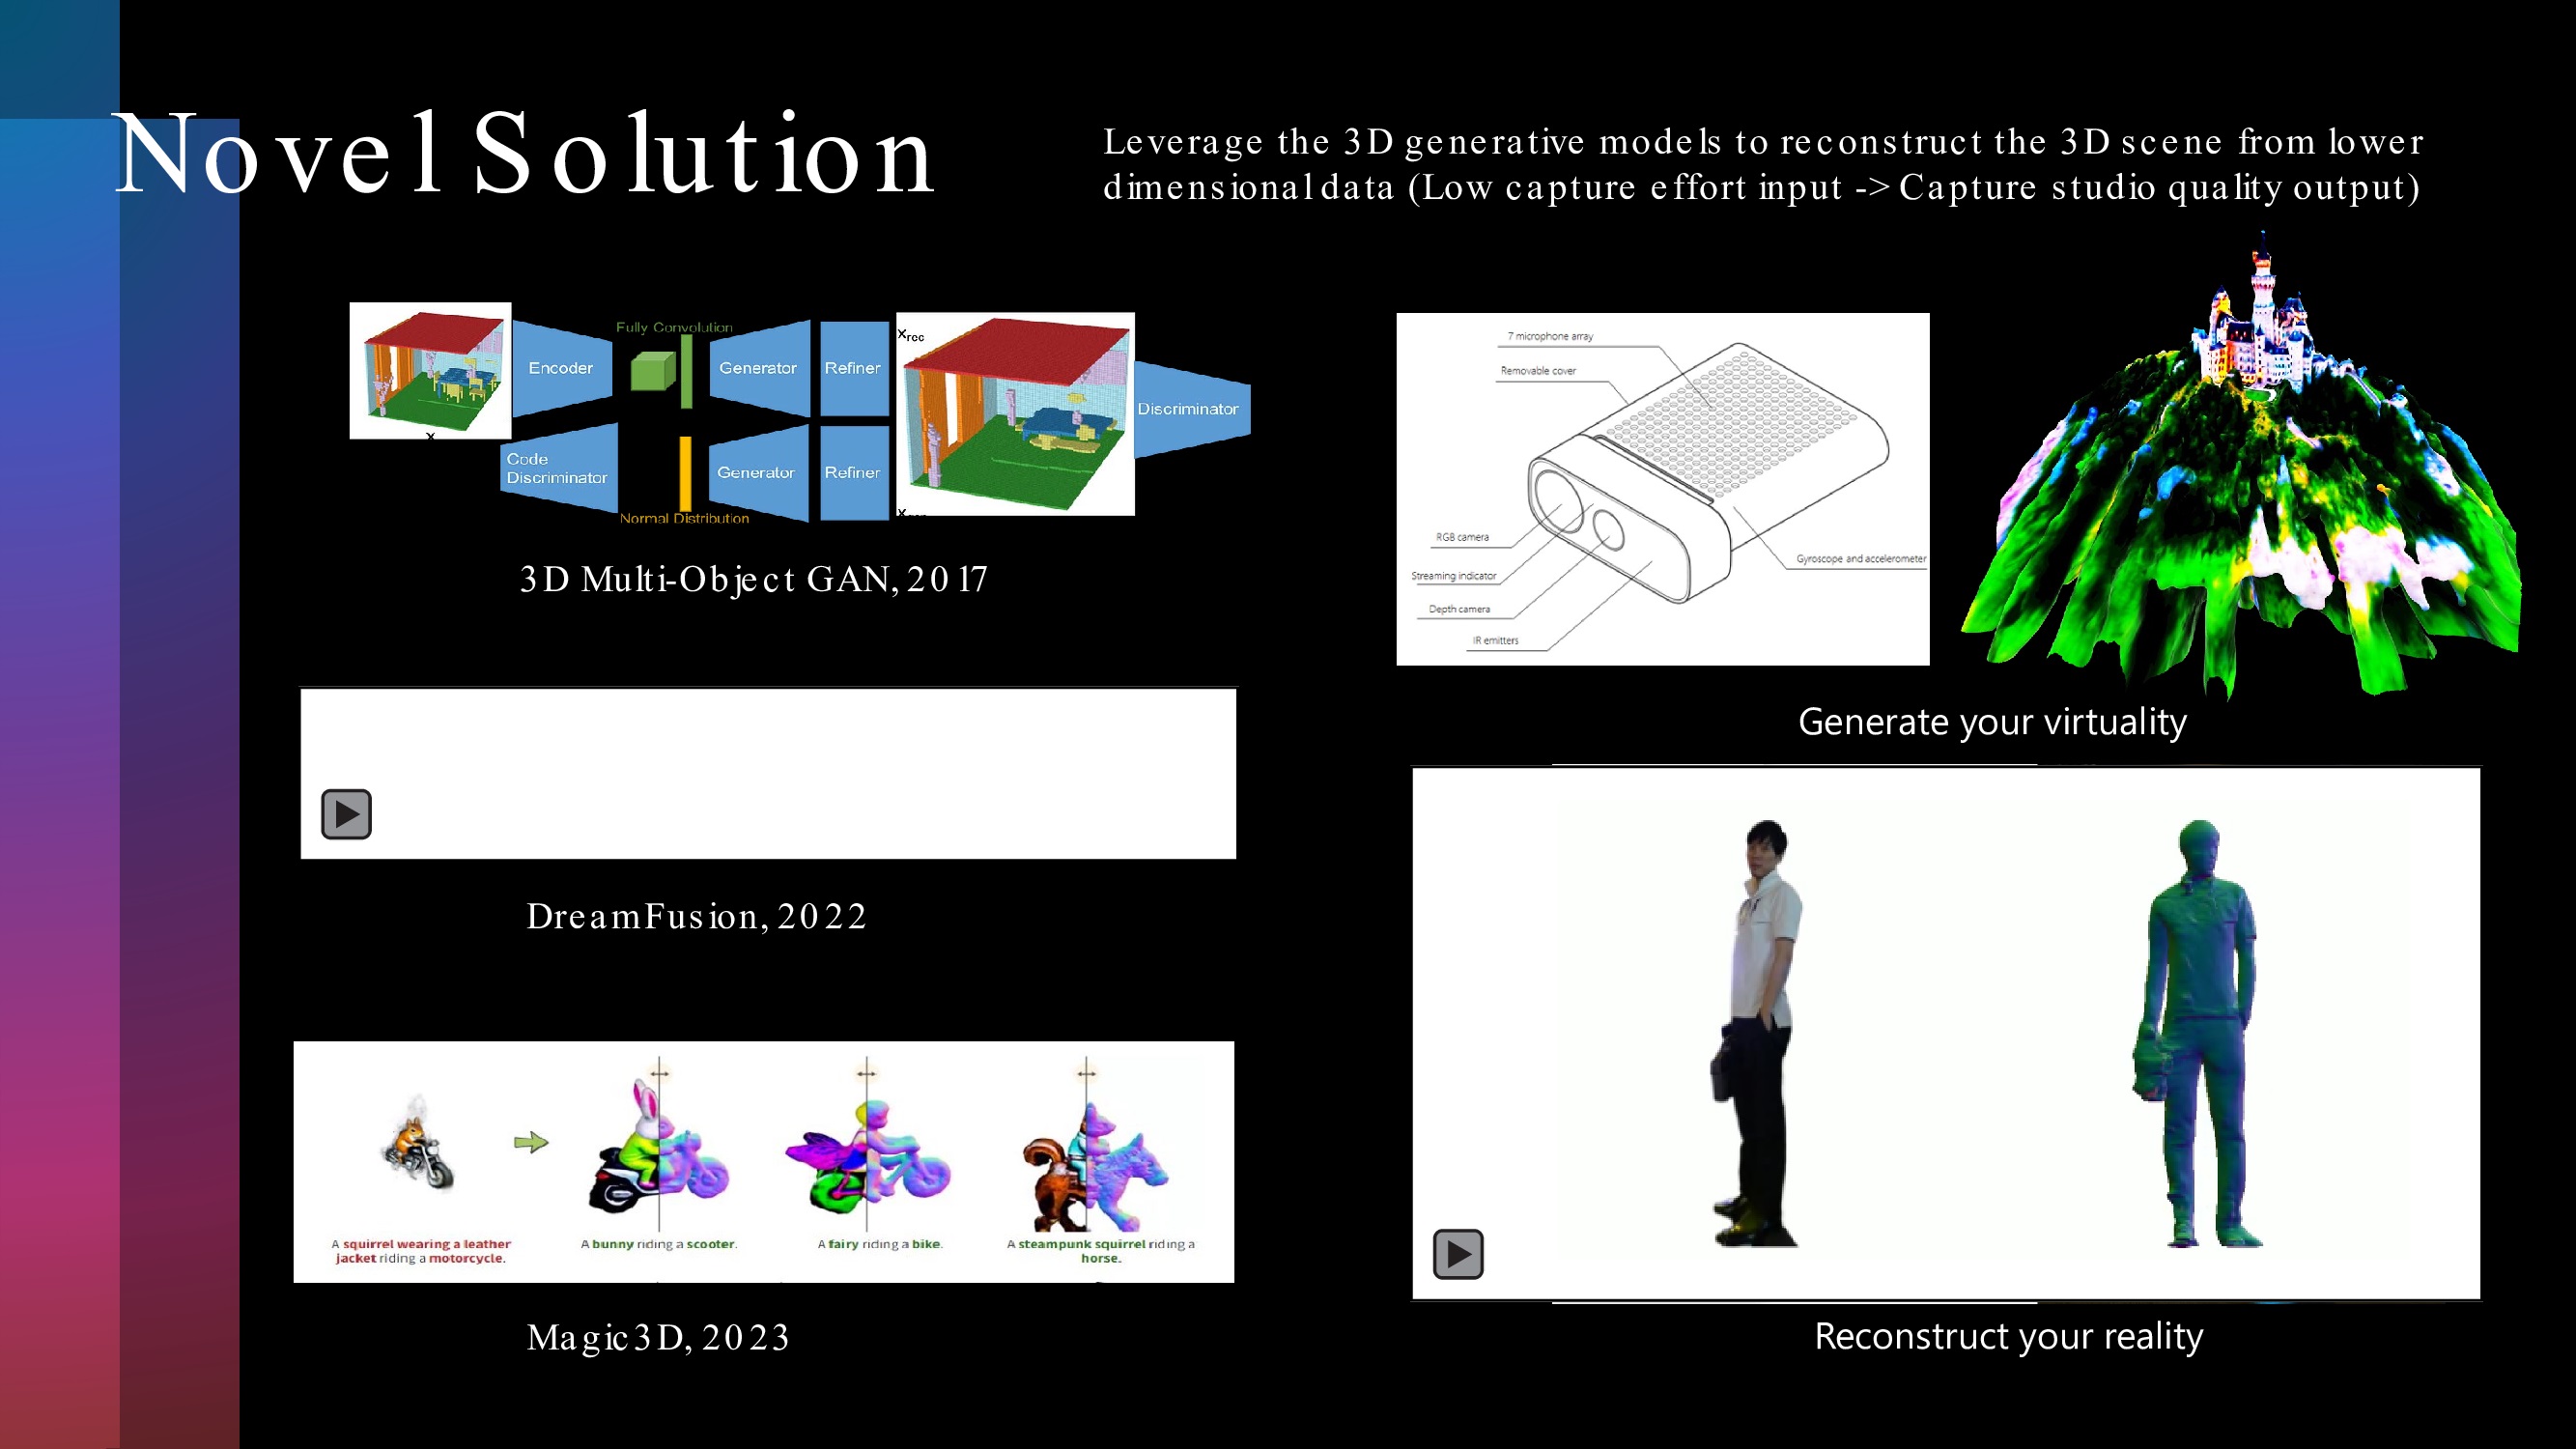 Novel Solution
Leverage the 3D generative models to reconstruct the 3D scene from lower
dimensional data (Low capture effort input -> Capture studio quality output)
Fully Convolution
Encoder
Generator
Refiner
Xrec
x
Code
Discriminator
Generator
Refiner
Discriminator
Normal Distribution
3D Multi-Object GAN, 2017
7 microphone array
Removable cover
RGB camera
Streaming indicator
Depth camera
IR emitters
Gyroscope and accelerometer
Generate your virtuality
DreamFusion, 2022
A squirrel wearing a leather
jacket riding a motorcycle.
A bunny riding a scooter.
A fairy riding a bike.
A steampunk squirrel riding a
horse.
Magic3D, 2023
Reconstruct your reality